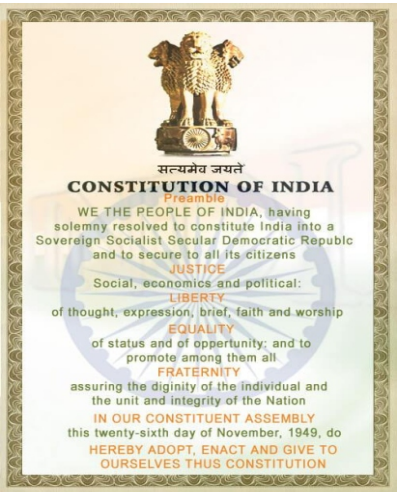 सत्यमेव जयते
CONSTITUTION OF INDIA
Preamble
WE THE PEOPLE OF INDIA, having
solemny resolved to constitute India into a
Sovereign Socialist Secular Democratic Republc
and to secure to all its citizens
JUSTICE
Social, economics and political:
LIBERTY
of thought, expression, brief, faith and worship
EQUALITY
of status and of opportunity; and to
promote among them all
FRATERNITY
assuring the diginity of the individual and
the unit and integrity of the Nation
IN OUR CONSTITUENT ASSEMBLY
this twenty-sixth day of November, 1949, do
HEREBY ADOPT, ENACT AND GIVE TO
OURSELVES THUS CONSTITUTION